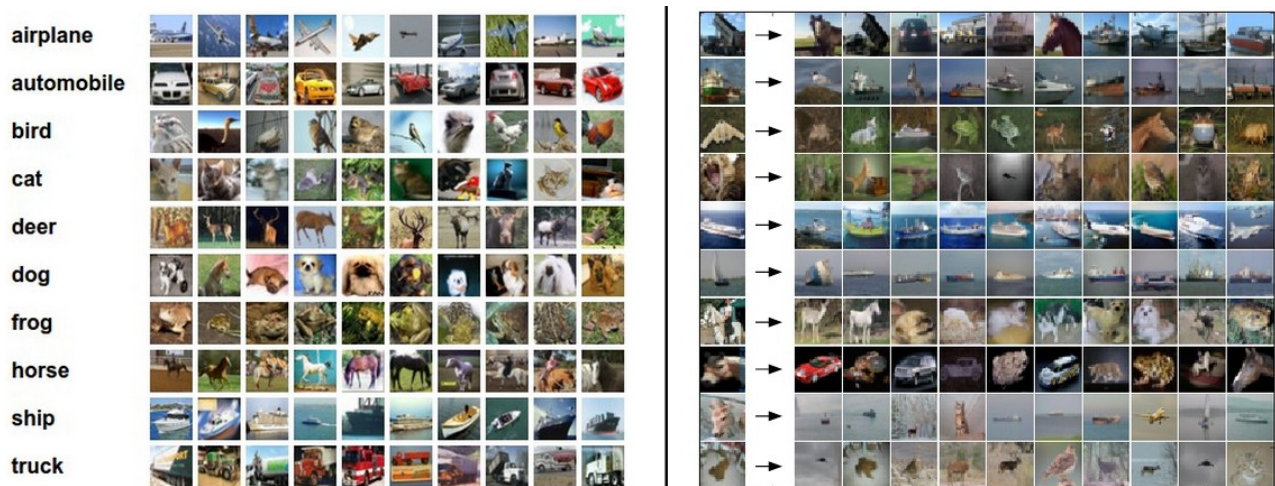 airplane
automobile
bird
cat
deer
dog
frog
horse
ship
truck